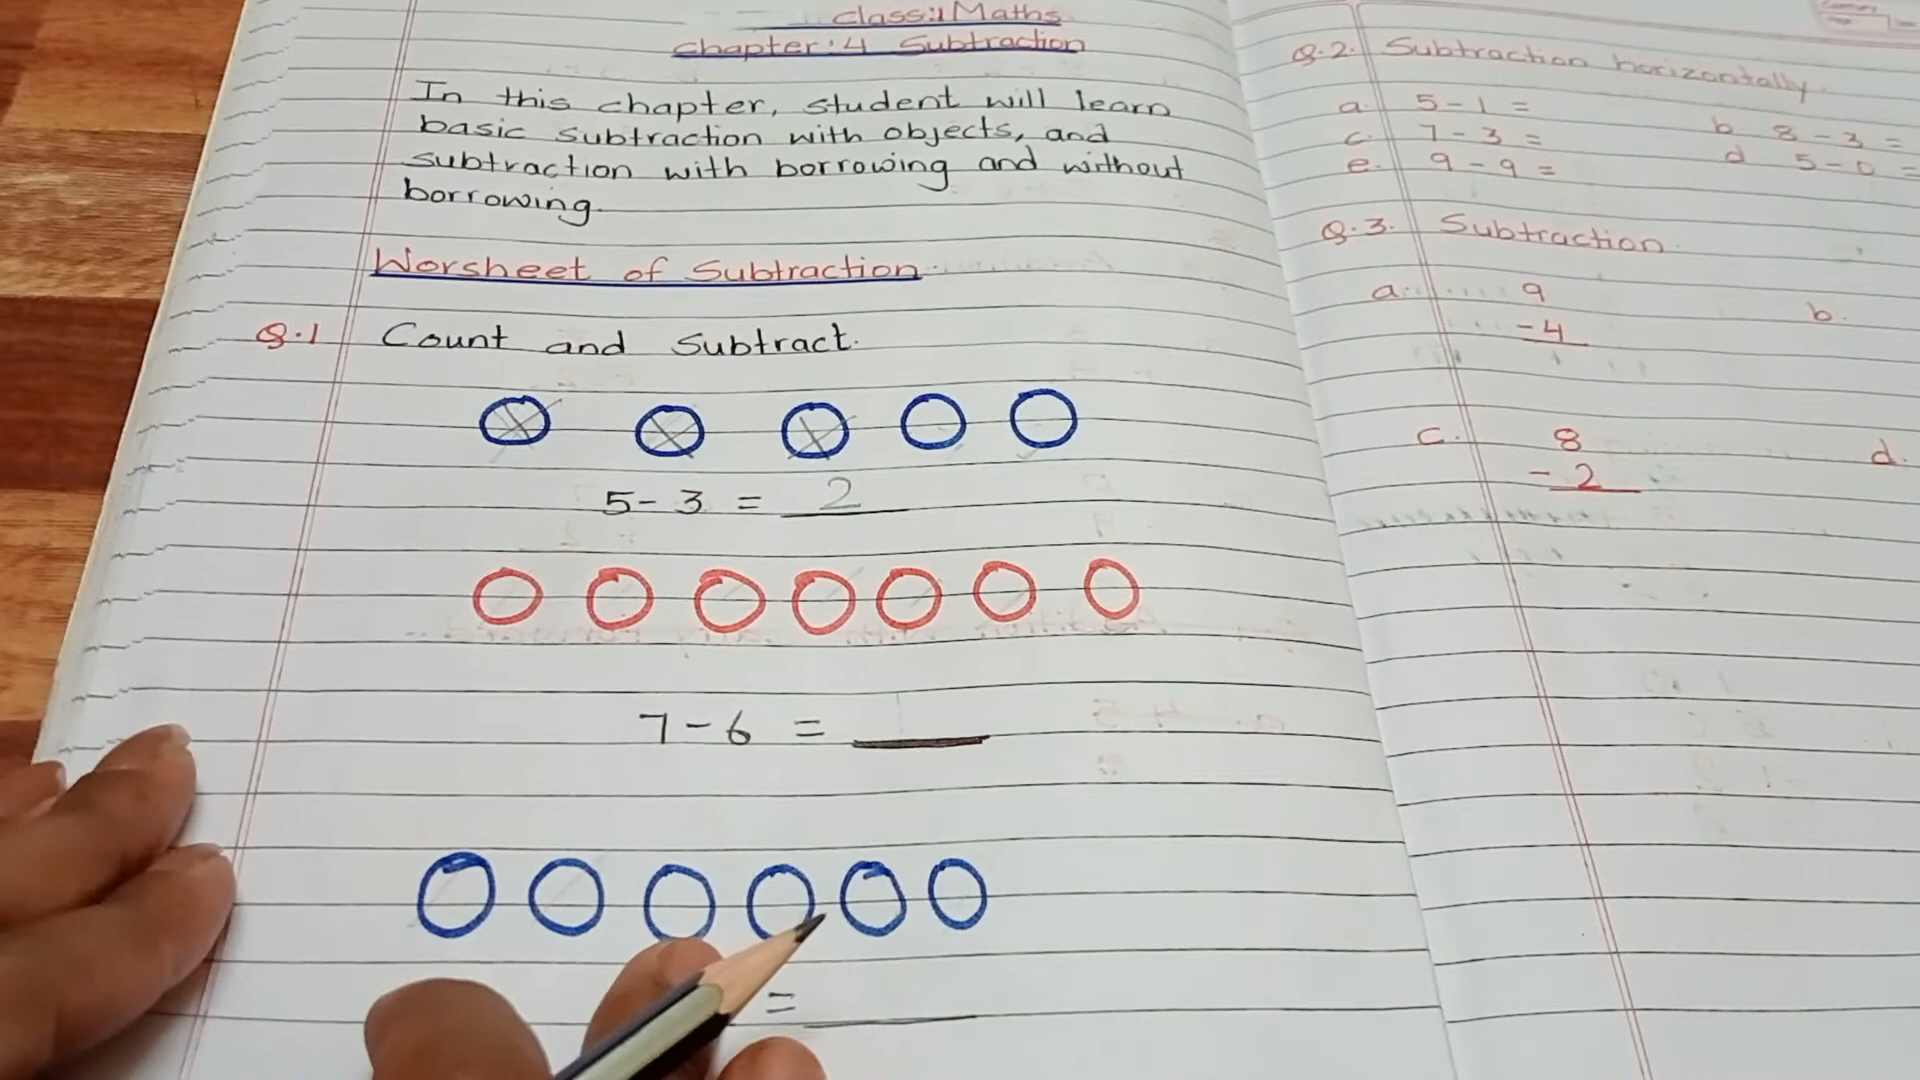 Class:1 Maths
Chapter:4 Subtraction
In this chapter, student will learn
basic subtraction with objects, and
subtraction with borrowing and without
borrowing.
Worsheet of Subtraction.
Q.1 Count and Subtract.
5 - 3 = 2
7 - 6 =
=
Q.2. Subtraction horizontally.
a. 5 - 1 =
b 8 - 3 =
c. 7 - 3 =
d 5 - 0 =
e. 9 - 9 =
Q.3. Subtraction.
a. 9
- 4
b.
c. 8
- 2
d.